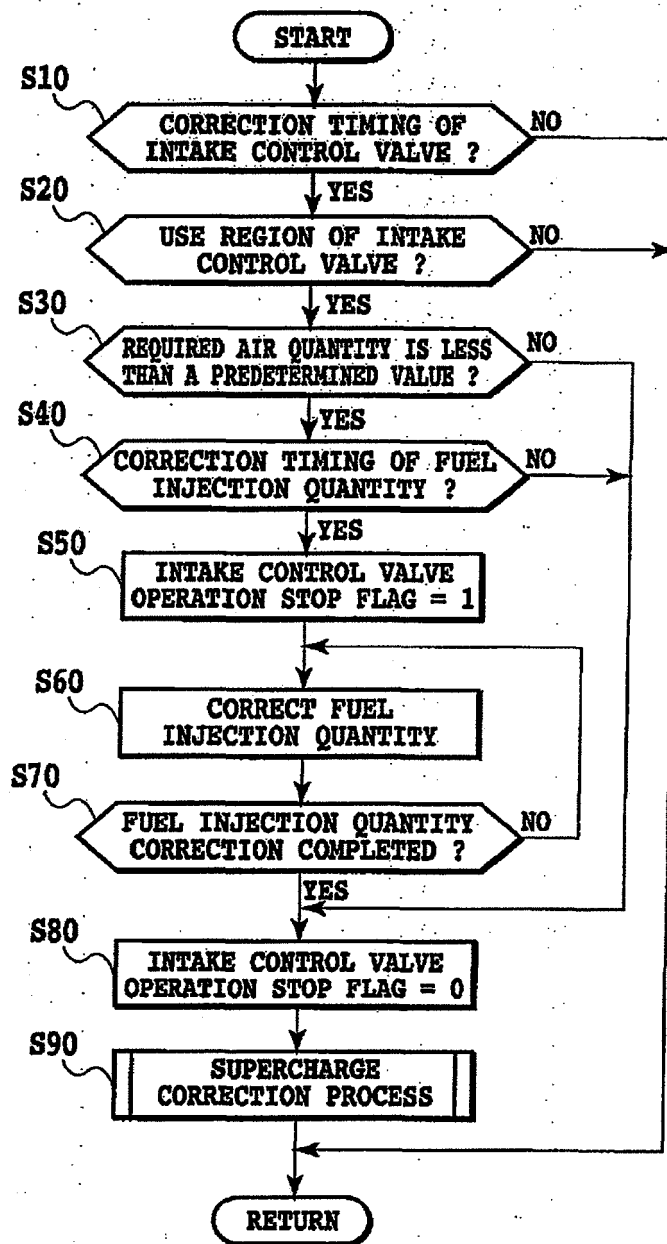 START
S10
CORRECTION TIMING OF
INTAKE CONTROL VALVE ?
NO
YES
S20
USE REGION OF INTAKE
CONTROL VALVE ?
NO
YES
S30
REQUIRED AIR QUANTITY IS LESS
THAN A PREDETERMINED VALUE ?
NO
YES
S40
CORRECTION TIMING OF FUEL
INJECTION QUANTITY ?
NO
YES
S50
INTAKE CONTROL VALVE
OPERATION STOP FLAG = 1
S60
CORRECT FUEL
INJECTION QUANTITY
S70
FUEL INJECTION QUANTITY
CORRECTION COMPLETED ?
NO
YES
S80
INTAKE CONTROL VALVE
OPERATION STOP FLAG = 0
S90
SUPERCHARGE
CORRECTION PROCESS
RETURN